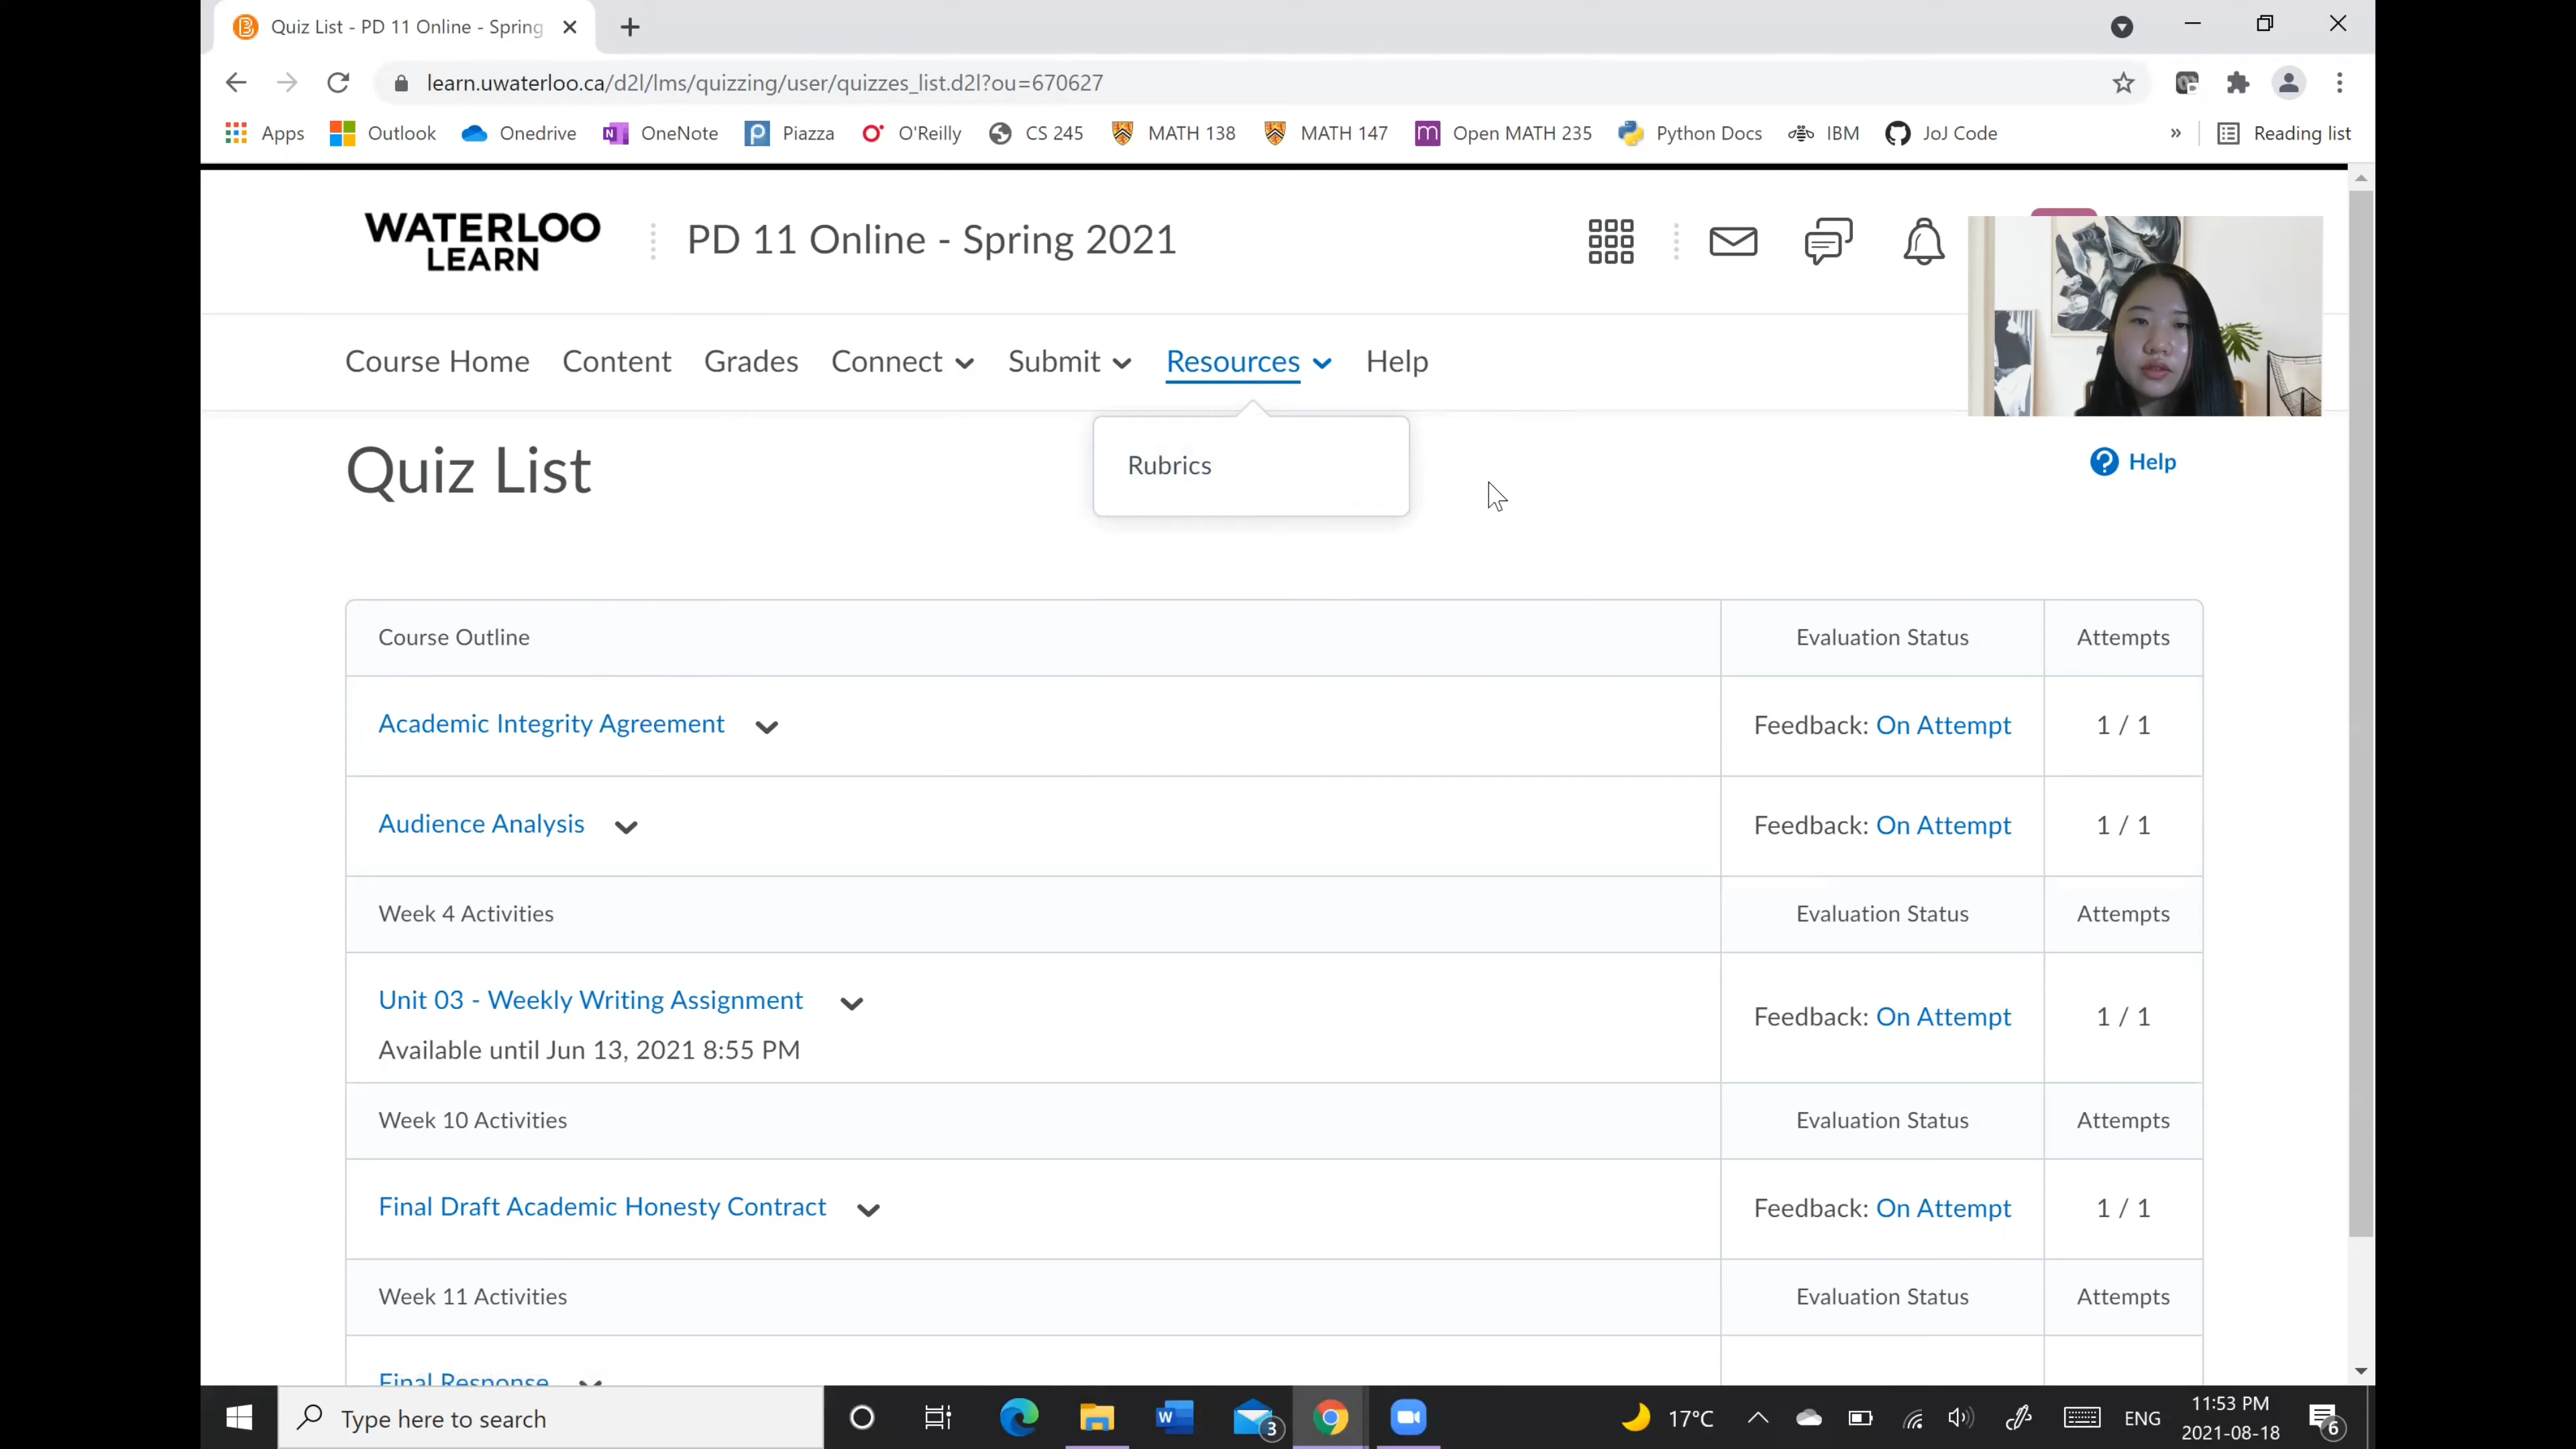 Quiz List - PD 11 Online - Spring
learn.uwaterloo.ca/d2l/lms/quizzing/user/quizzes_list.d2l?ou=670627
Apps Outlook Onedrive OneNote Piazza O'Reilly CS 245 MATH 138 MATH 147 Open MATH 235 Python Docs IBM JoJ Code » Reading list
WATERLOO
LEARN
PD 11 Online - Spring 2021
Course Home Content Grades Connect Submit Resources Help
Rubrics
Quiz List
Help
Course Outline Evaluation Status Attempts
Academic Integrity Agreement Feedback: On Attempt 1 / 1
Audience Analysis Feedback: On Attempt 1 / 1
Week 4 Activities Evaluation Status Attempts
Unit 03 - Weekly Writing Assignment Feedback: On Attempt 1 / 1
Available until Jun 13, 2021 8:55 PM
Week 10 Activities Evaluation Status Attempts
Final Draft Academic Honesty Contract Feedback: On Attempt 1 / 1
Week 11 Activities Evaluation Status Attempts
Final Response
Type here to search
3
17°C
ENG
11:53 PM
2021-08-18
6